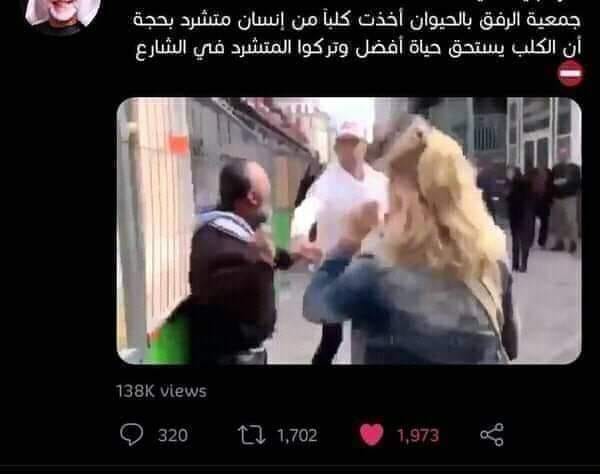 جمعية الرفق بالحيوان أخذت كلباً من إنسان متشرد بحجة
أن الكلب يستحق حياة أفضل وتركوا المتشرد في الشارع
138K views
320 1,702 1,973